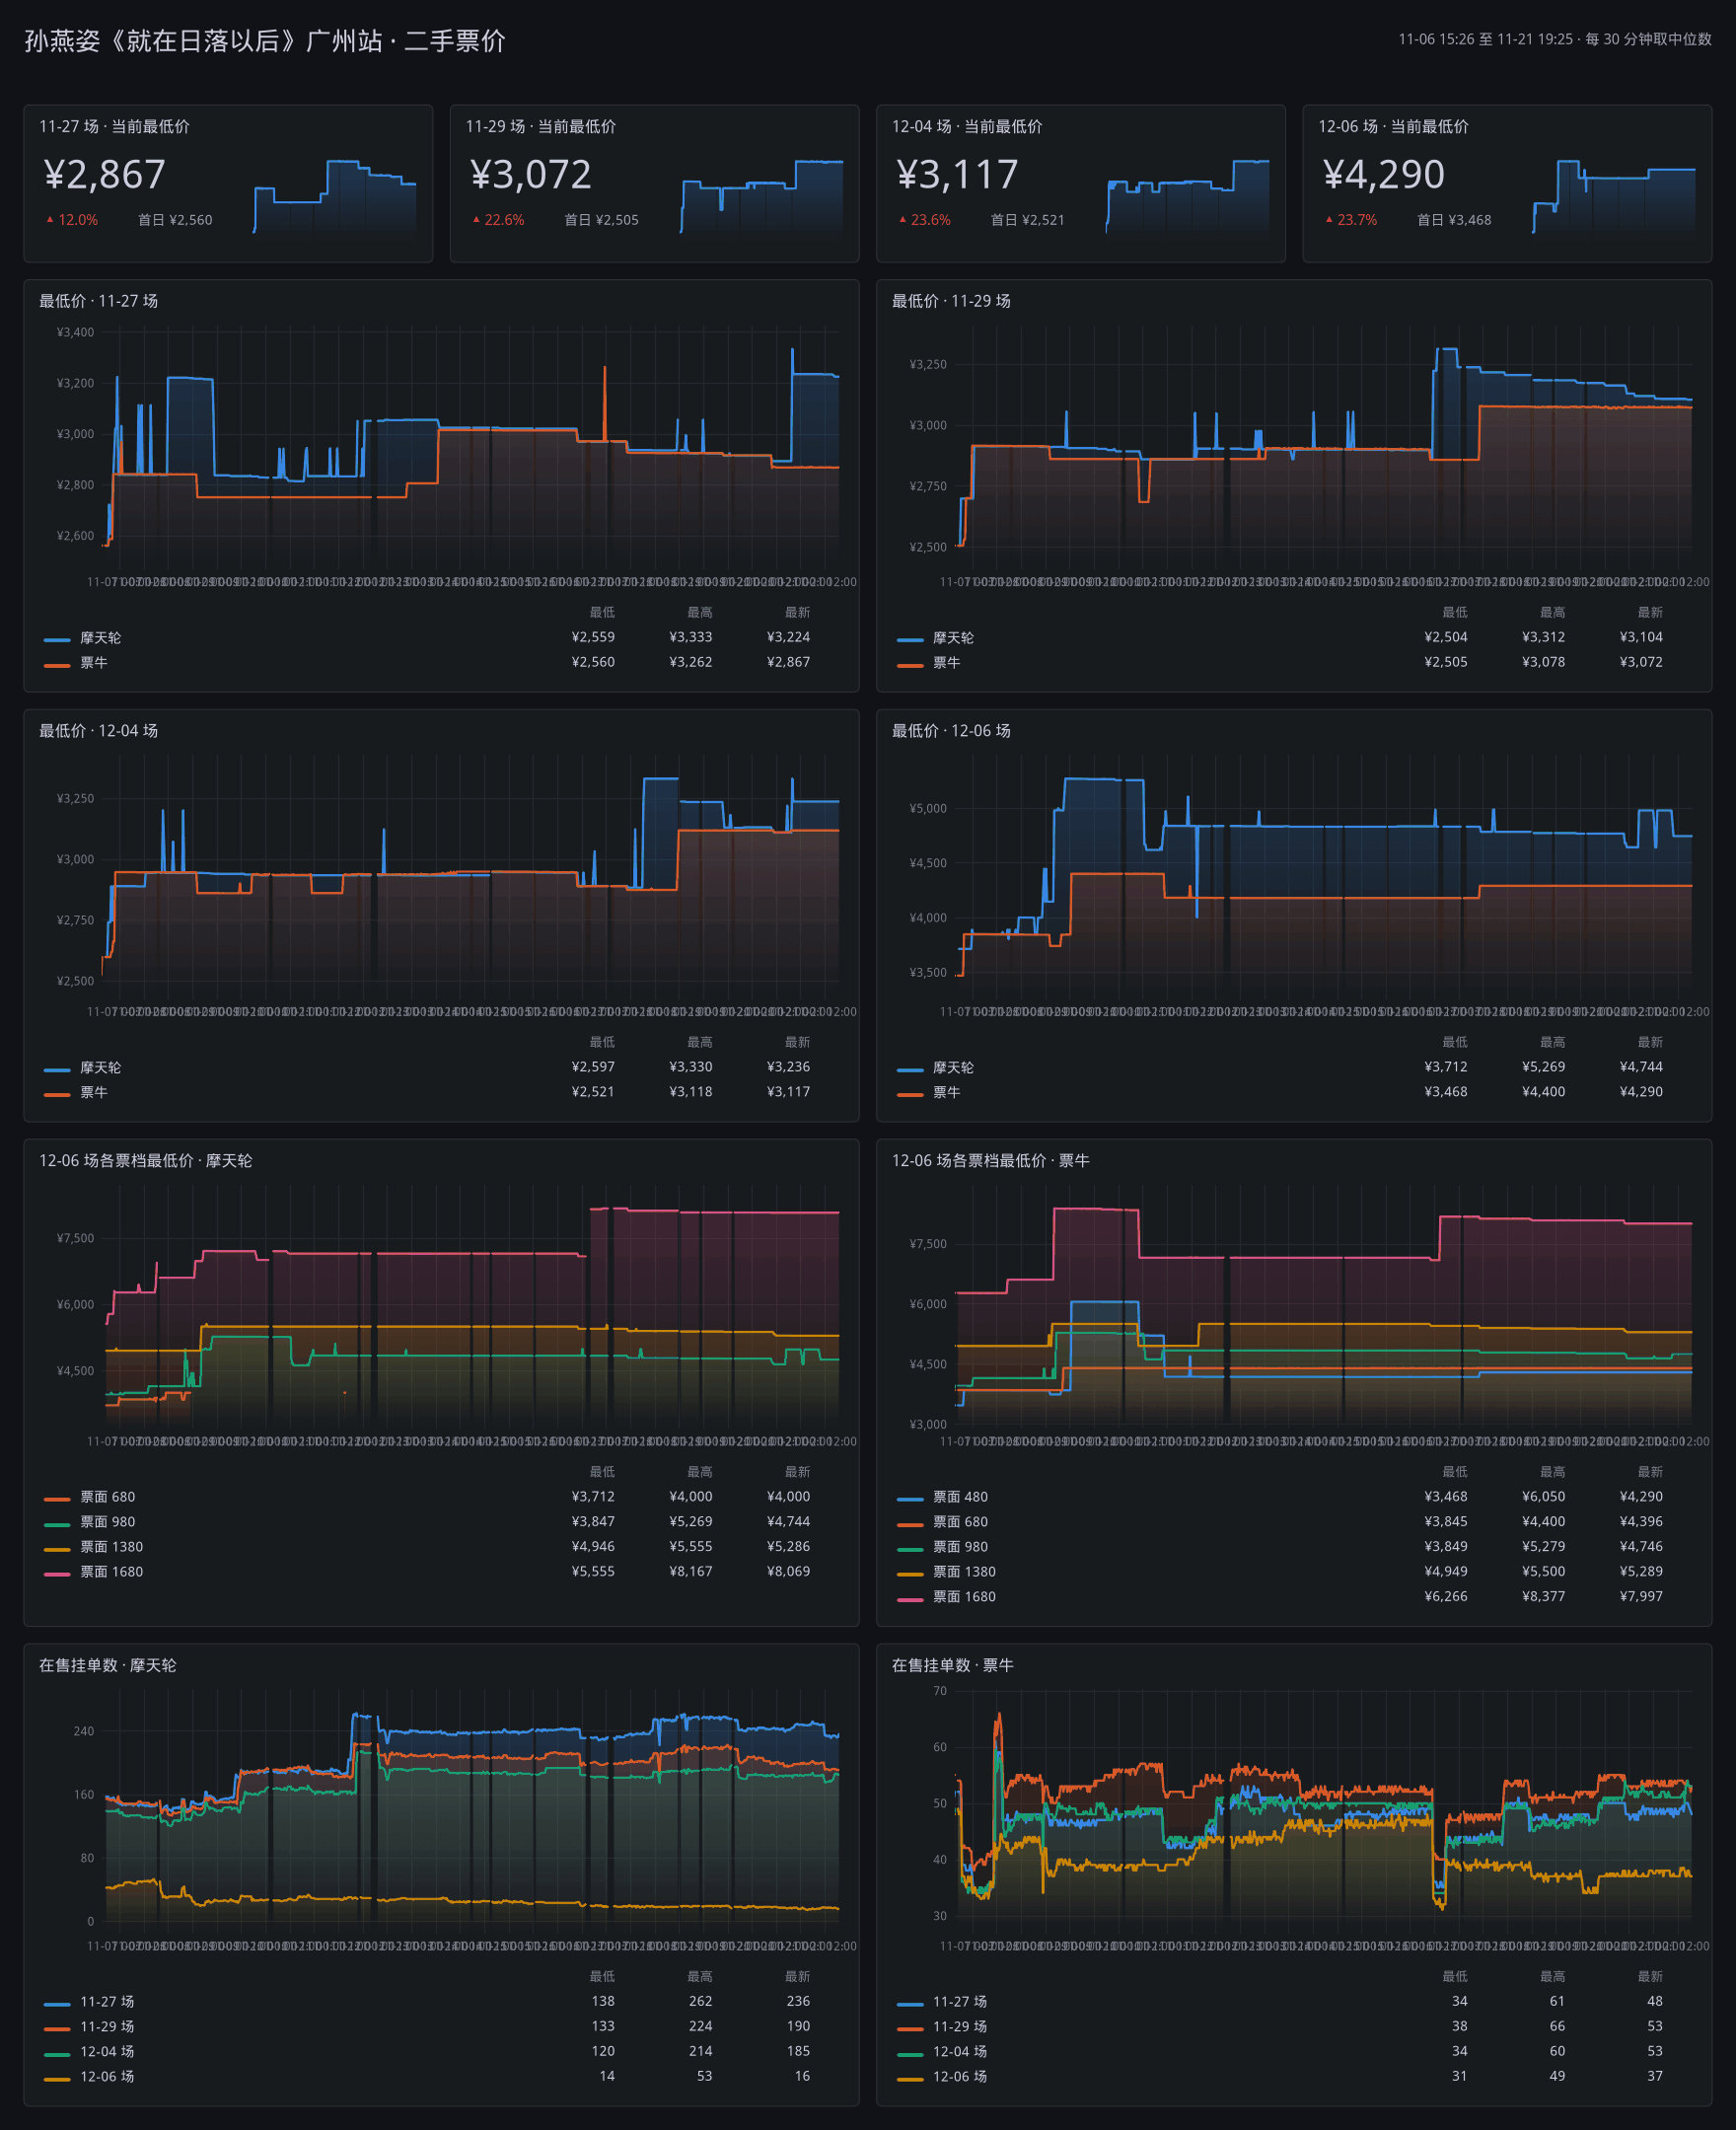 孙燕姿《就在日落以后》广州站 · 二手票价
11-06 15:26 至 11-21 19:25 · 每 30 分钟取中位数
11-27 场 · 当前最低价
¥2,867
▲ 12.0% 首日 ¥2,560
11-29 场 · 当前最低价
¥3,072
▲ 22.6% 首日 ¥2,505
12-04 场 · 当前最低价
¥3,117
▲ 23.6% 首日 ¥2,521
12-06 场 · 当前最低价
¥4,290
▲ 23.7% 首日 ¥3,468
最低价 · 11-27 场
¥3,400
¥3,200
¥3,000
¥2,800
¥2,600
最低 最高 最新
摩天轮 ¥2,559 ¥3,333 ¥3,224
票牛 ¥2,560 ¥3,262 ¥2,867
最低价 · 11-29 场
¥3,250
¥3,000
¥2,750
¥2,500
最低 最高 最新
摩天轮 ¥2,504 ¥3,312 ¥3,104
票牛 ¥2,505 ¥3,078 ¥3,072
最低价 · 12-04 场
¥3,250
¥3,000
¥2,750
¥2,500
最低 最高 最新
摩天轮 ¥2,597 ¥3,330 ¥3,236
票牛 ¥2,521 ¥3,118 ¥3,117
最低价 · 12-06 场
¥5,000
¥4,500
¥4,000
¥3,500
最低 最高 最新
摩天轮 ¥3,712 ¥5,269 ¥4,744
票牛 ¥3,468 ¥4,400 ¥4,290
12-06 场各票档最低价 · 摩天轮
¥7,500
¥6,000
¥4,500
最低 最高 最新
票面 680 ¥3,712 ¥4,000 ¥4,000
票面 980 ¥3,847 ¥5,269 ¥4,744
票面 1380 ¥4,946 ¥5,555 ¥5,286
票面 1680 ¥5,555 ¥8,167 ¥8,069
12-06 场各票档最低价 · 票牛
¥7,500
¥6,000
¥4,500
¥3,000
最低 最高 最新
票面 480 ¥3,468 ¥6,050 ¥4,290
票面 680 ¥3,845 ¥4,400 ¥4,396
票面 980 ¥3,849 ¥5,279 ¥4,746
票面 1380 ¥4,949 ¥5,500 ¥5,289
票面 1680 ¥6,266 ¥8,377 ¥7,997
在售挂单数 · 摩天轮
240
160
80
0
最低 最高 最新
11-27 场 138 262 236
11-29 场 133 224 190
12-04 场 120 214 185
12-06 场 14 53 16
在售挂单数 · 票牛
70
60
50
40
30
最低 最高 最新
11-27 场 34 61 48
11-29 场 38 66 53
12-04 场 34 60 53
12-06 场 31 49 37